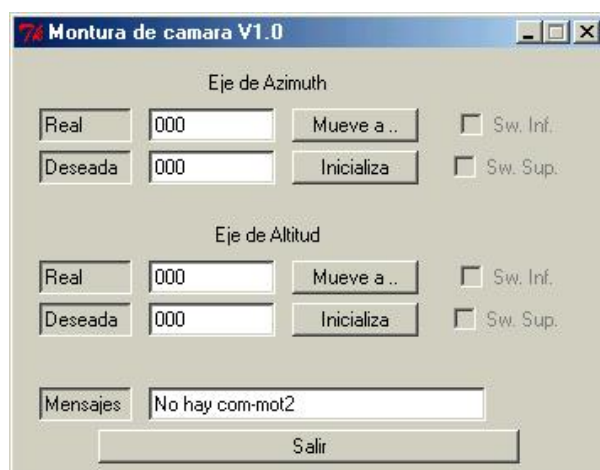 Montura de camara V1.0
Eje de Azimuth
Real 000 Mueve a .. Sw. Inf.
Deseada 000 Inicializa Sw. Sup.
Eje de Altitud
Real 000 Mueve a .. Sw. Inf.
Deseada 000 Inicializa Sw. Sup.
Mensajes No hay com-mot2
Salir